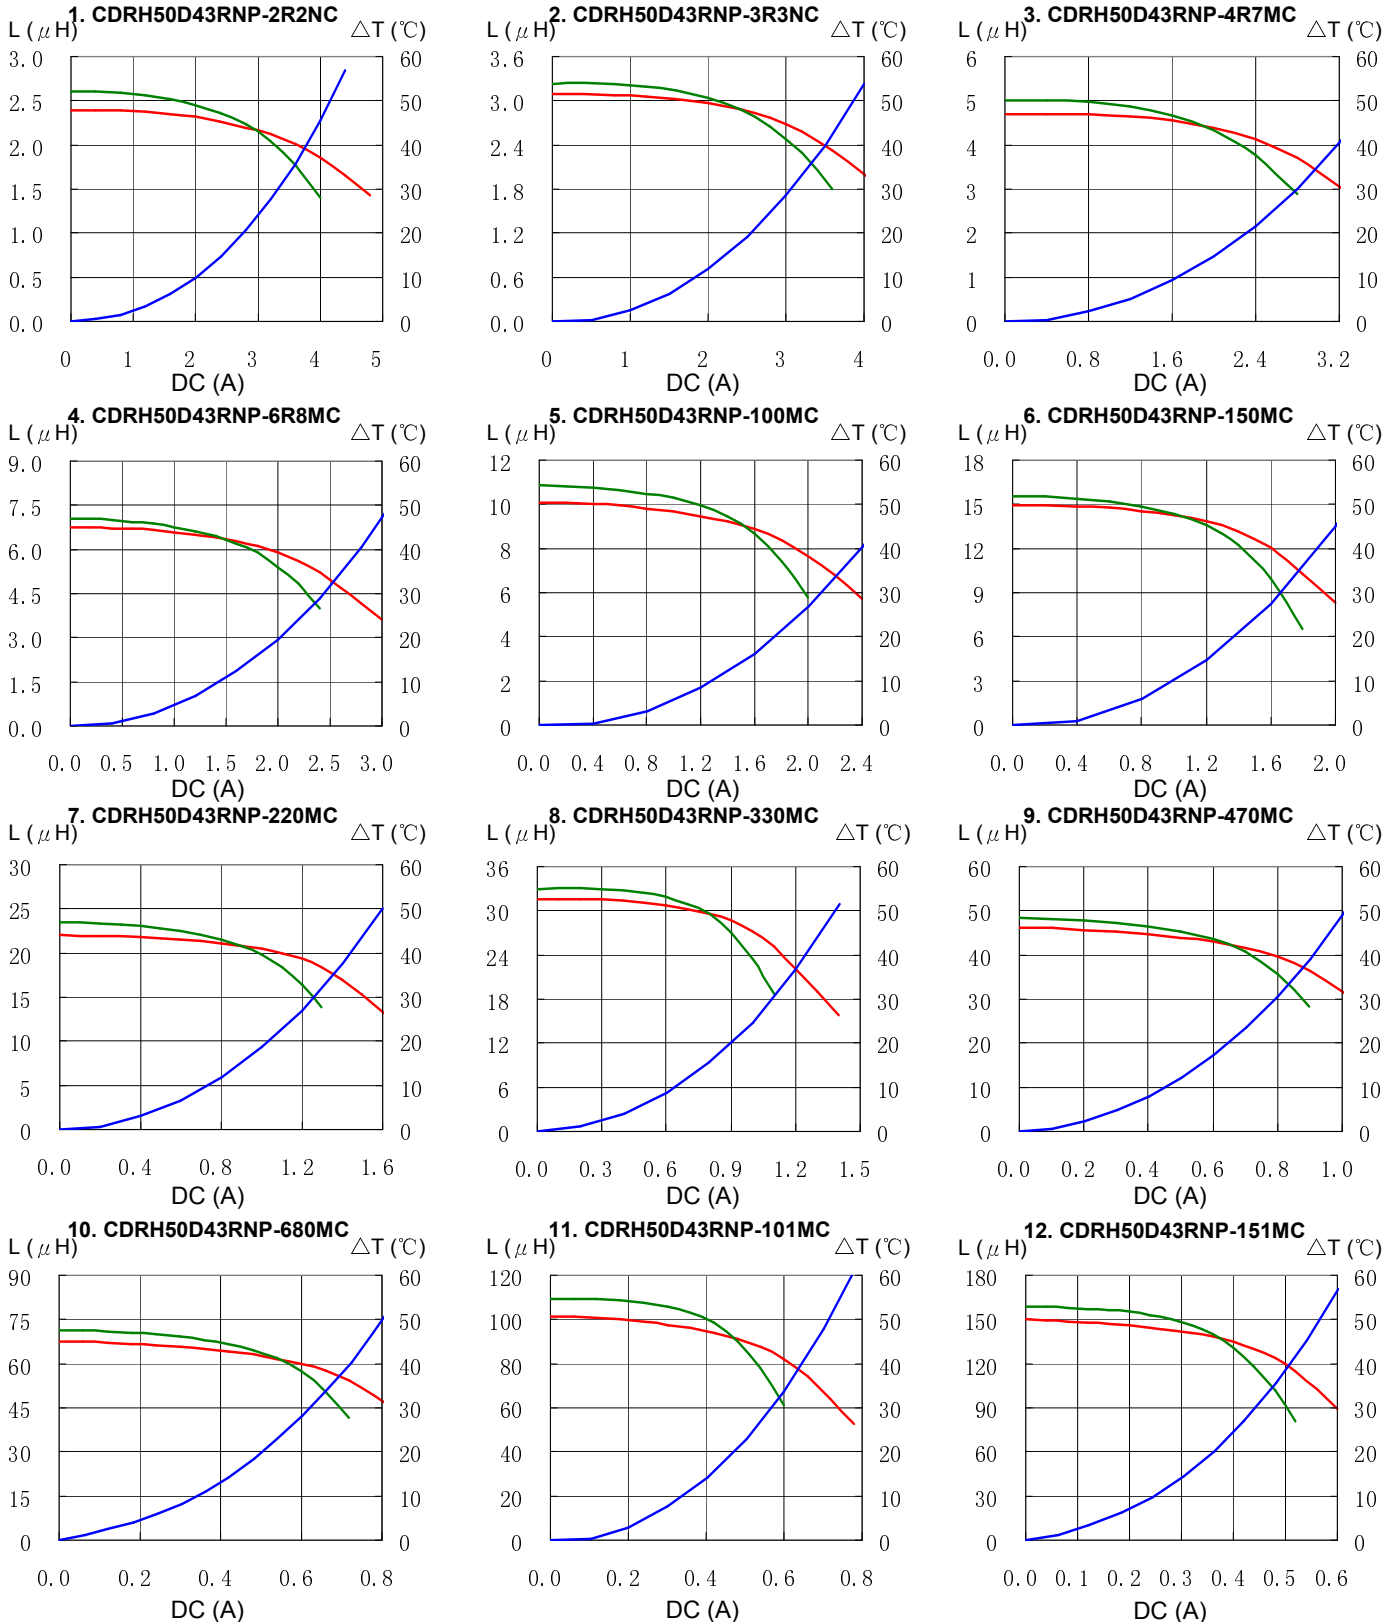 1. CDRH50D43RNP-2R2NC
L ( μ H) △T (℃)
3.0 60
2.5 50
2.0 40
1.5 30
1.0 20
0.5 10
0.0 0
0 1 2 3 4 5
DC (A)
2. CDRH50D43RNP-3R3NC
L ( μ H) △T (℃)
3.6 60
3.0 50
2.4 40
1.8 30
1.2 20
0.6 10
0.0 0
0 1 2 3 4
DC (A)
3. CDRH50D43RNP-4R7MC
L ( μ H) △T (℃)
6 60
5 50
4 40
3 30
2 20
1 10
0 0
0.0 0.8 1.6 2.4 3.2
DC (A)
4. CDRH50D43RNP-6R8MC
L ( μ H) △T (℃)
9.0 60
7.5 50
6.0 40
4.5 30
3.0 20
1.5 10
0.0 0
0.0 0.5 1.0 1.5 2.0 2.5 3.0
DC (A)
5. CDRH50D43RNP-100MC
L ( μ H) △T (℃)
12 60
10 50
8 40
6 30
4 20
2 10
0 0
0.0 0.4 0.8 1.2 1.6 2.0 2.4
DC (A)
6. CDRH50D43RNP-150MC
L ( μ H) △T (℃)
18 60
15 50
12 40
9 30
6 20
3 10
0 0
0.0 0.4 0.8 1.2 1.6 2.0
DC (A)
7. CDRH50D43RNP-220MC
L ( μ H) △T (℃)
30 60
25 50
20 40
15 30
10 20
5 10
0 0
0.0 0.4 0.8 1.2 1.6
DC (A)
8. CDRH50D43RNP-330MC
L ( μ H) △T (℃)
36 60
30 50
24 40
18 30
12 20
6 10
0 0
0.0 0.3 0.6 0.9 1.2 1.5
DC (A)
9. CDRH50D43RNP-470MC
L ( μ H) △T (℃)
60 60
50 50
40 40
30 30
20 20
10 10
0 0
0.0 0.2 0.4 0.6 0.8 1.0
DC (A)
10. CDRH50D43RNP-680MC
L ( μ H) △T (℃)
90 60
75 50
60 40
45 30
30 20
15 10
0 0
0.0 0.2 0.4 0.6 0.8
DC (A)
11. CDRH50D43RNP-101MC
L ( μ H) △T (℃)
120 60
100 50
80 40
60 30
40 20
20 10
0 0
0.0 0.2 0.4 0.6 0.8
DC (A)
12. CDRH50D43RNP-151MC
L ( μ H) △T (℃)
180 60
150 50
120 40
90 30
60 20
30 10
0 0
0.0 0.1 0.2 0.3 0.4 0.5 0.6
DC (A)